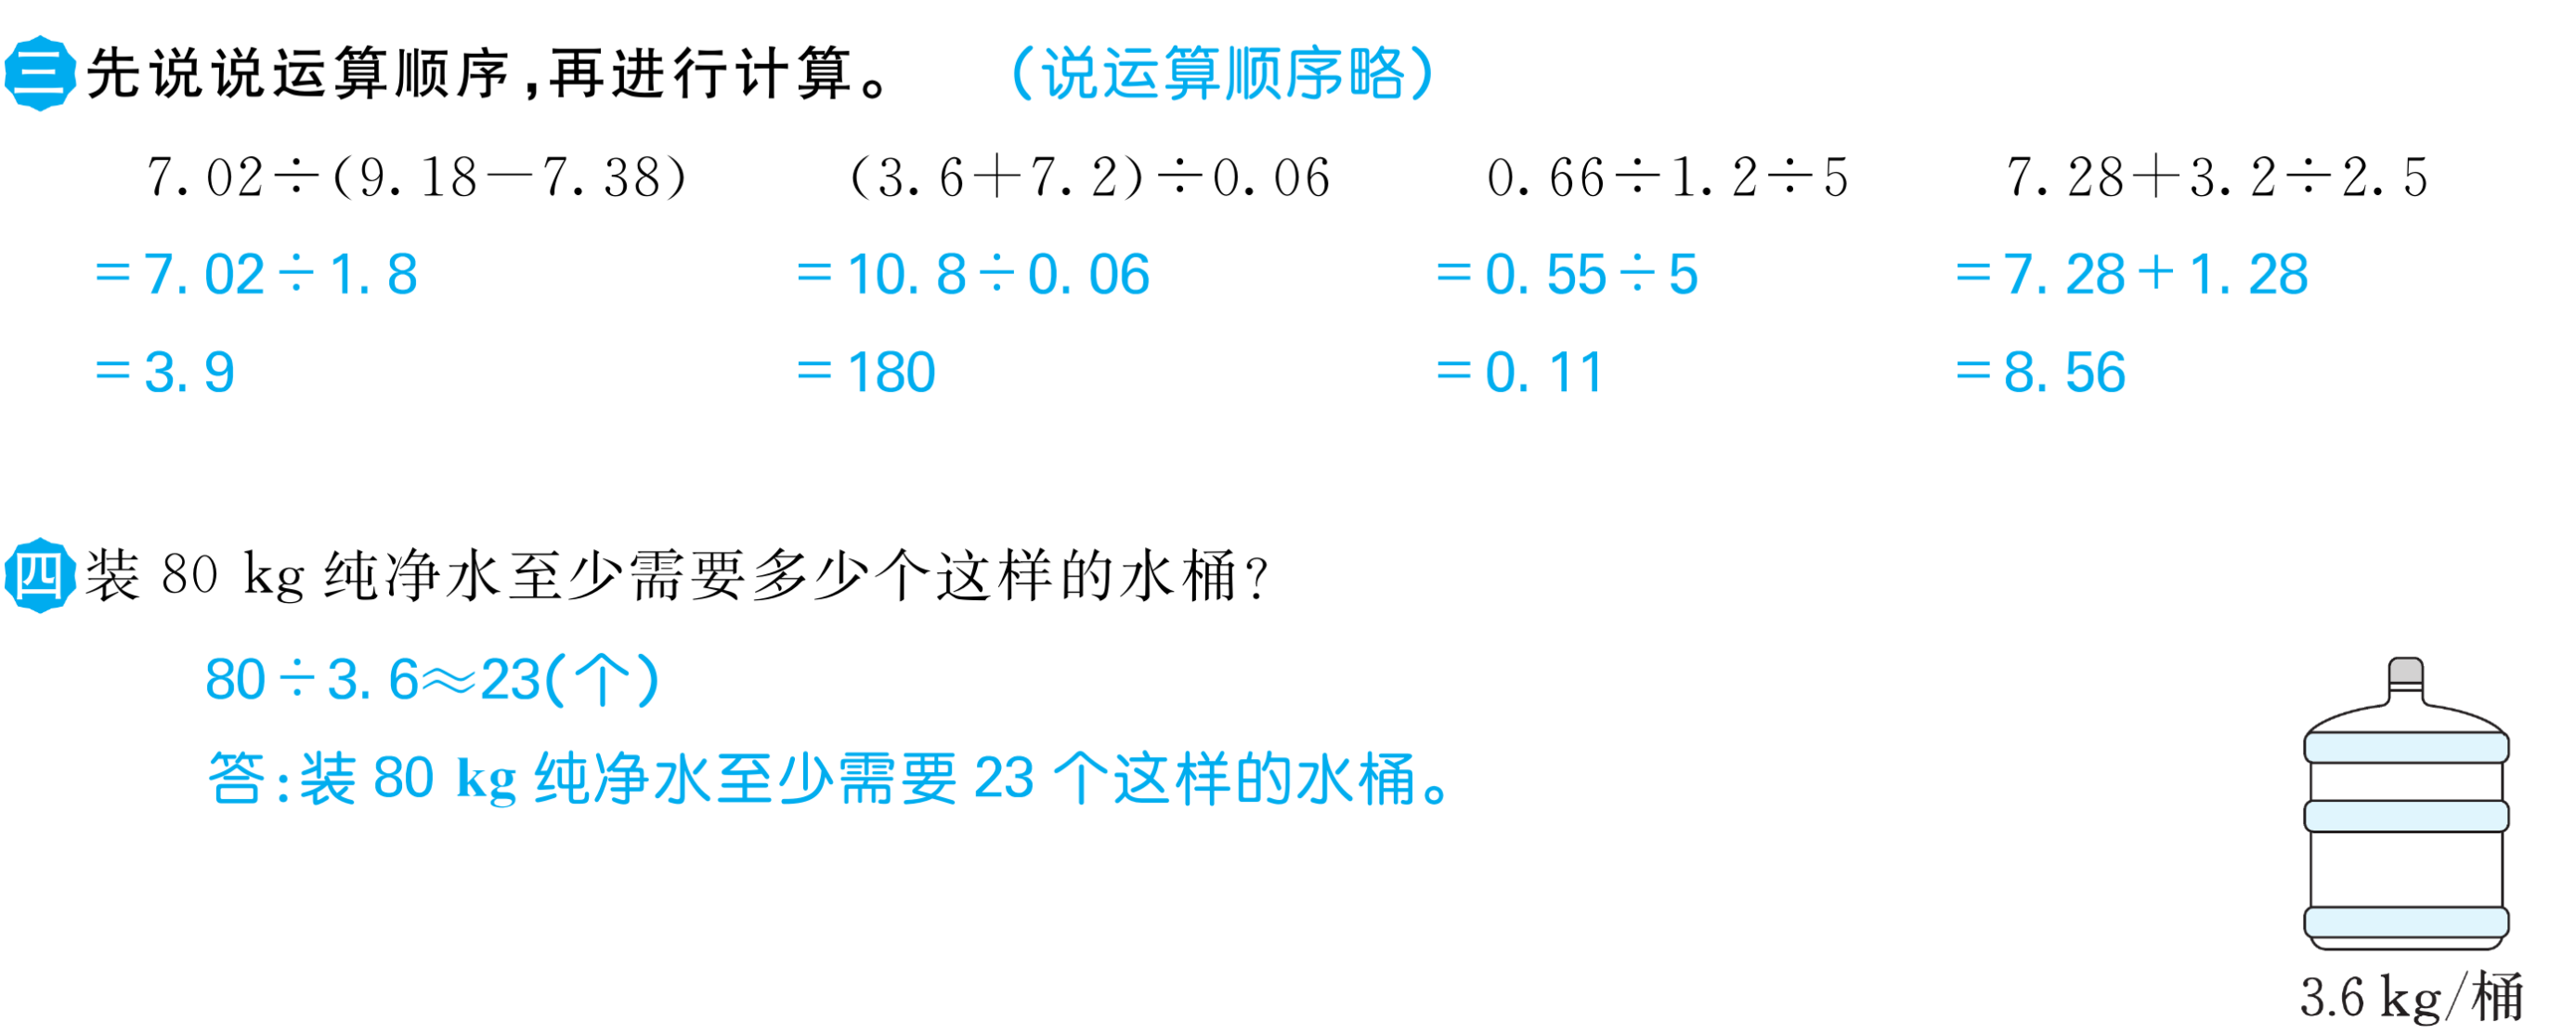 三 先说说运算顺序,再进行计算。 (说运算顺序略)
7.02÷(9.18-7.38) (3.6+7.2)÷0.06 0.66÷1.2÷5 7.28+3.2÷2.5
=7.02÷1.8 =10.8÷0.06 =0.55÷5 =7.28+1.28
=3.9 =180 =0.11 =8.56
四 装 80 kg 纯净水至少需要多少个这样的水桶?
80÷3.6≈23(个)
答:装 80 kg 纯净水至少需要 23 个这样的水桶。
3.6 kg/桶